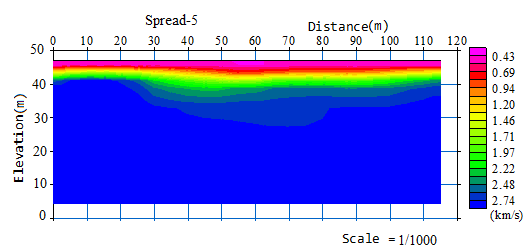 Spread-5
Distance(m)
0 10 20 30 40 50 60 70 80 90 100 110 120
Elevation(m)
50
40
30
20
10
0
0.43
0.69
0.94
1.20
1.46
1.71
1.97
2.22
2.48
2.74
(km/s)
Scale = 1/1000